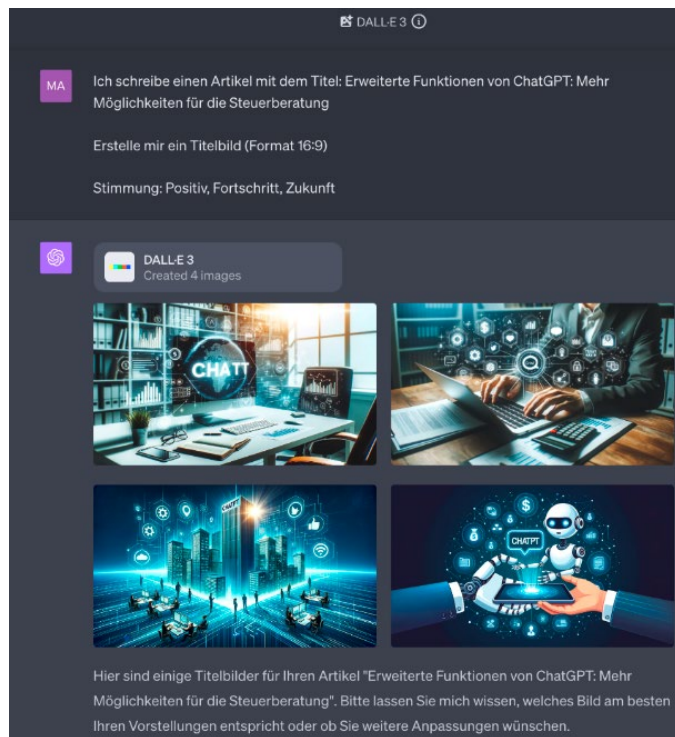 DALL·E 3
MA
Ich schreibe einen Artikel mit dem Titel: Erweiterte Funktionen von ChatGPT: Mehr
Möglichkeiten für die Steuerberatung
Erstelle mir ein Titelbild (Format 16:9)
Stimmung: Positiv, Fortschritt, Zukunft
DALL·E 3
Created 4 images
CHATT
CHATPT
Hier sind einige Titelbilder für Ihren Artikel "Erweiterte Funktionen von ChatGPT: Mehr
Möglichkeiten für die Steuerberatung". Bitte lassen Sie mich wissen, welches Bild am besten
Ihren Vorstellungen entspricht oder ob Sie weitere Anpassungen wünschen.